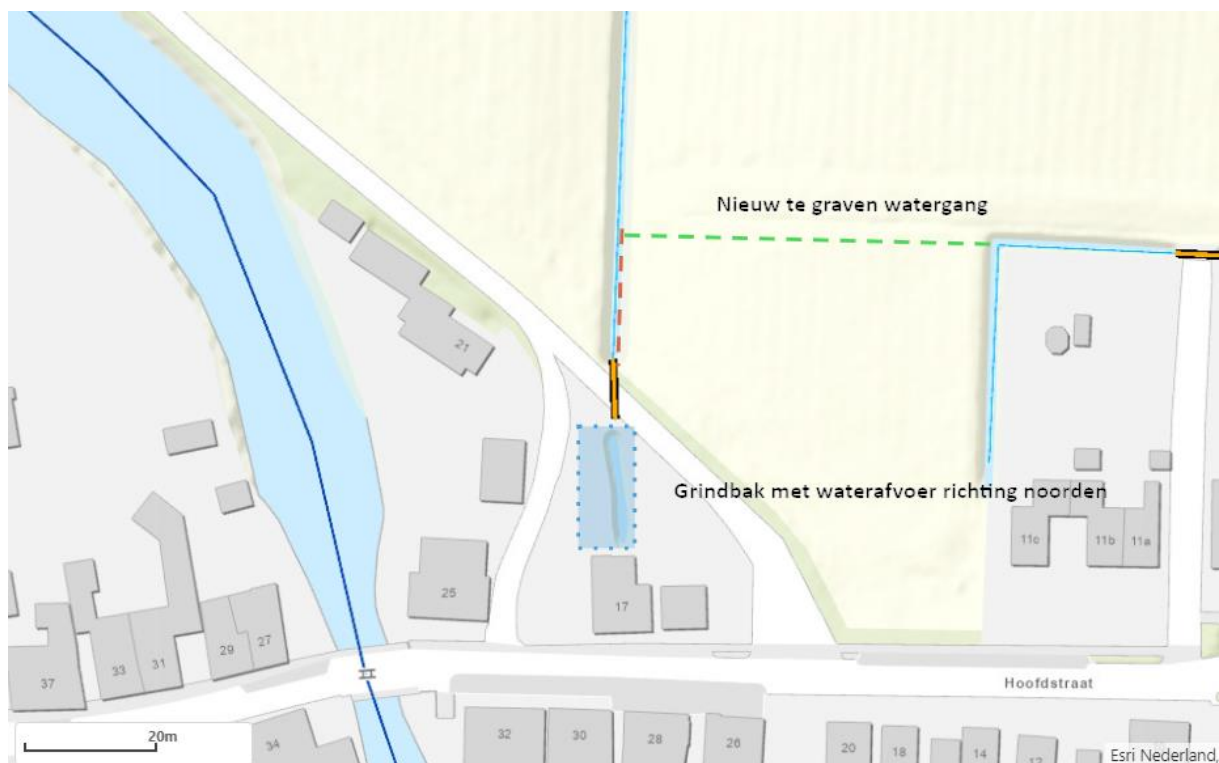 Nieuw te graven watergang
21
Grindbak met waterafvoer richting noorden
11c
11b
11a
25
17
29
27
33
31
37
Hoofdstraat
20m
34
32
30
28
26
20
18
14
Esri Nederland,